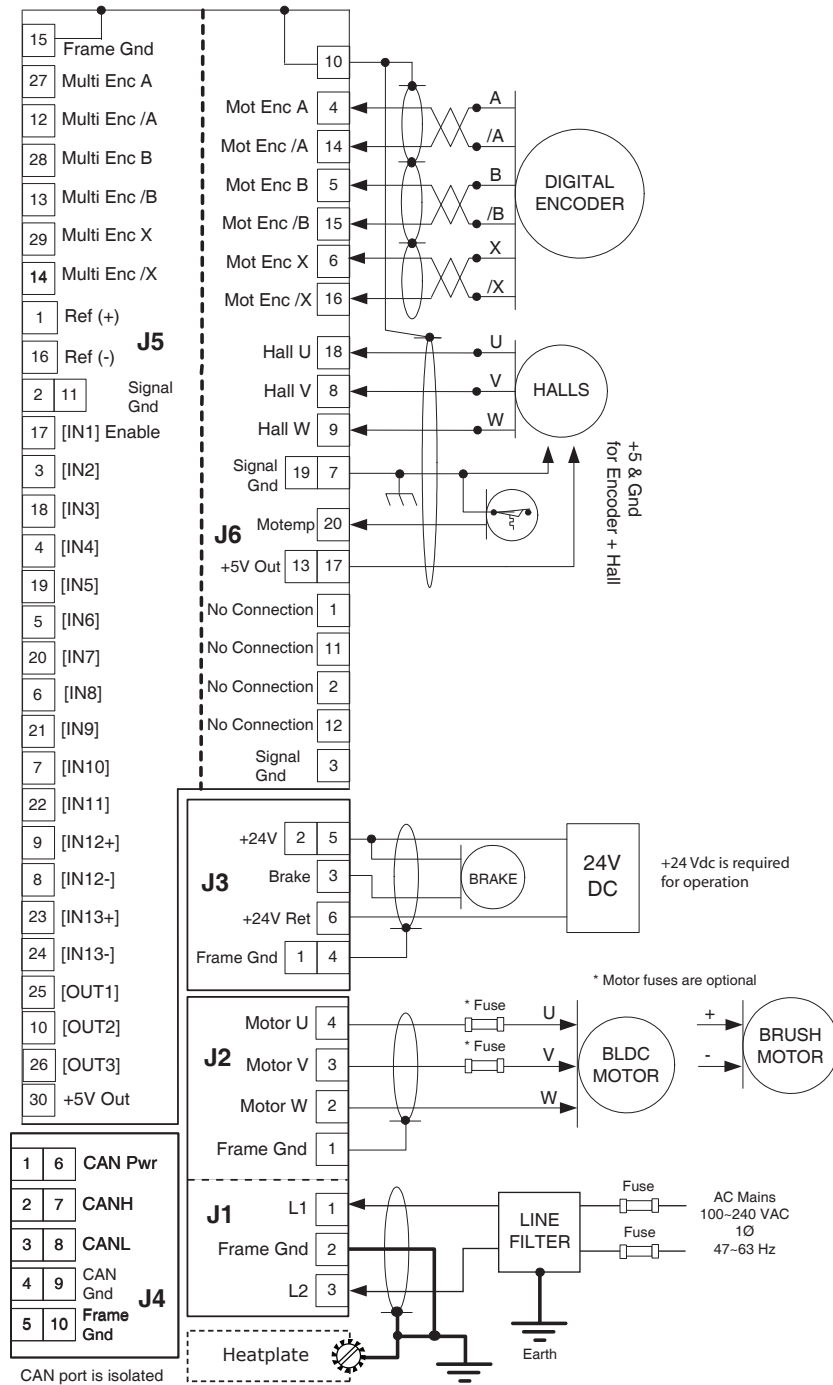 15 Frame Gnd
27 Multi Enc A
12 Multi Enc /A
28 Multi Enc B
13 Multi Enc /B
29 Multi Enc X
14 Multi Enc /X
1 Ref (+)
16 Ref (-)
J5
2 11 Signal
Gnd
17 [IN1] Enable
3 [IN2]
18 [IN3]
4 [IN4]
19 [IN5]
5 [IN6]
20 [IN7]
6 [IN8]
21 [IN9]
7 [IN10]
22 [IN11]
9 [IN12+]
8 [IN12-]
23 [IN13+]
24 [IN13-]
25 [OUT1]
10 [OUT2]
26 [OUT3]
30 +5V Out
10
Mot Enc A 4 A
Mot Enc /A 14 /A
Mot Enc B 5 B
Mot Enc /B 15 /B
Mot Enc X 6 X
Mot Enc /X 16 /X
DIGITAL
ENCODER
Hall U 18 U
Hall V 8 V
Hall W 9 W
HALLS
Signal
Gnd 19 7
J6
Motemp 20
+5V Out 13 17
+5 & Gnd
for Encoder + Hall
No Connection 1
No Connection 11
No Connection 2
No Connection 12
Signal
Gnd 3
J3
+24V 2 5
Brake 3
+24V Ret 6
Frame Gnd 1 4
BRAKE
24V
DC
+24 Vdc is required
for operation
* Motor fuses are optional
J2
Motor U 4 * Fuse U
Motor V 3 * Fuse V
Motor W 2 W
Frame Gnd 1
BLDC
MOTOR
+
-
BRUSH
MOTOR
J1
L1 1
Frame Gnd 2
L2 3
LINE
FILTER
Fuse
Fuse
AC Mains
100~240 VAC
1Ø
47~63 Hz
Earth
Heatplate
1 6 CAN Pwr
2 7 CANH
3 8 CANL
4 9 CAN
Gnd
J4
5 10 Frame
Gnd
CAN port is isolated